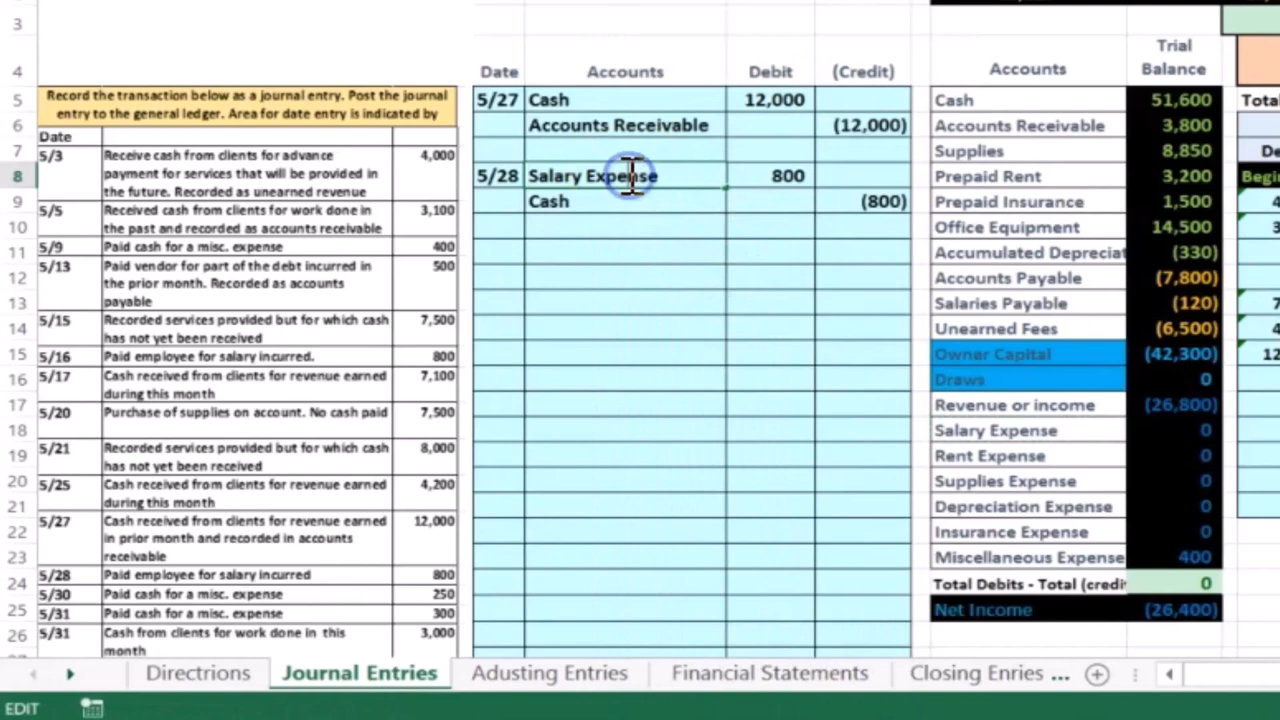 3
4
Date Accounts Debit (Credit)
Accounts Trial Balance
Record the transaction below as a journal entry. Post the journal
entry to the general ledger. Area for date entry is indicated by
Date
5/3 Receive cash from clients for advance 4,000
payment for services that will be provided in
the future. Recorded as unearned revenue
5/5 Received cash from clients for work done in 3,100
the past and recorded as accounts receivable
5/9 Paid cash for a misc. expense 400
5/13 Paid vendor for part of the debt incurred in 500
the prior month. Recorded as accounts
payable
5/15 Recorded services provided but for which cash 7,500
has not yet been received
5/16 Paid employee for salary incurred. 800
5/17 Cash received from clients for revenue earned 7,100
during this month
5/20 Purchase of supplies on account. No cash paid 7,500
5/21 Recorded services provided but for which cash 8,000
has not yet been received
5/25 Cash received from clients for revenue earned 4,200
during this month
5/27 Cash received from clients for revenue earned 12,000
in prior month and recorded in accounts
receivable
5/28 Paid employee for salary incurred 800
5/30 Paid cash for a misc. expense 250
5/31 Paid cash for a misc. expense 300
5/31 Cash from clients for work done in this 3,000
month
5
6
7
8
9
10
11
12
13
14
15
16
17
18
19
20
21
22
23
24
25
26
5/27 Cash 12,000
Accounts Receivable (12,000)
5/28 Salary Expense 800
Cash (800)
Cash 51,600
Accounts Receivable 3,800
Supplies 8,850
Prepaid Rent 3,200
Prepaid Insurance 1,500
Office Equipment 14,500
Accumulated Depreciat (330)
Accounts Payable (7,800)
Salaries Payable (120)
Unearned Fees (6,500)
Owner Capital (42,300)
Draws 0
Revenue or income (26,800)
Salary Expense 0
Rent Expense 0
Supplies Expense 0
Depreciation Expense 0
Insurance Expense 0
Miscellaneous Expense 400
Total Debits - Total (credit 0
Net Income (26,400)
Tota
De
Begin
4
3
7
4
12
Directions Journal Entries Adusting Entries Financial Statements Closing Enries ...
EDIT